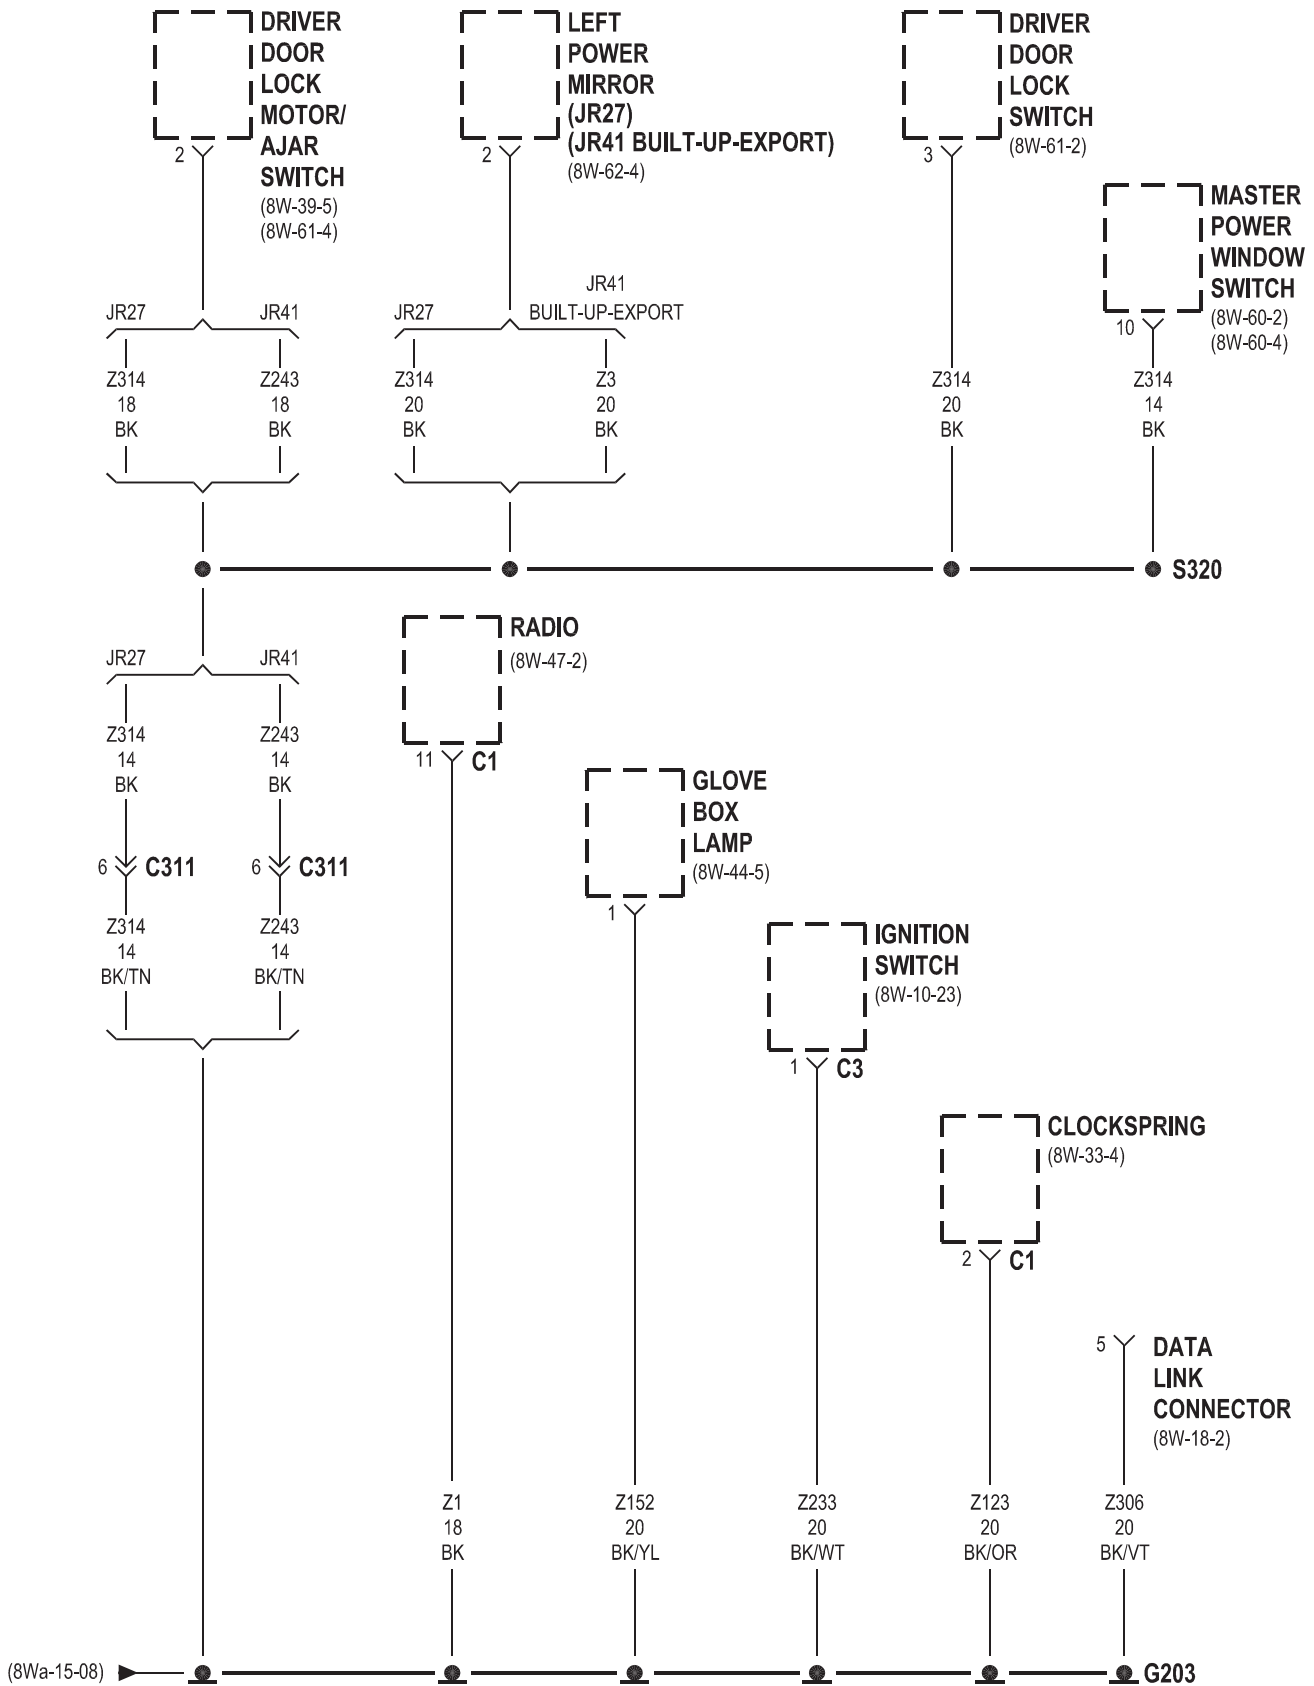 DRIVER
DOOR
LOCK
MOTOR/
AJAR
SWITCH
(8W-39-5)
(8W-61-4)
2
LEFT
POWER
MIRROR
(JR27)
(JR41 BUILT-UP-EXPORT)
(8W-62-4)
2
DRIVER
DOOR
LOCK
SWITCH
(8W-61-2)
3
MASTER
POWER
WINDOW
SWITCH
(8W-60-2)
(8W-60-4)
10
JR27
JR41
JR27
JR41
BUILT-UP-EXPORT
Z314
18
BK
Z243
18
BK
Z314
20
BK
Z3
20
BK
Z314
20
BK
Z314
14
BK
S320
JR27
JR41
Z314
14
BK
Z243
14
BK
6
C311
6
C311
Z314
14
BK/TN
Z243
14
BK/TN
RADIO
(8W-47-2)
11
C1
GLOVE
BOX
LAMP
(8W-44-5)
1
IGNITION
SWITCH
(8W-10-23)
1
C3
CLOCKSPRING
(8W-33-4)
2
C1
5
DATA
LINK
CONNECTOR
(8W-18-2)
Z1
18
BK
Z152
20
BK/YL
Z233
20
BK/WT
Z123
20
BK/OR
Z306
20
BK/VT
(8Wa-15-08)
G203